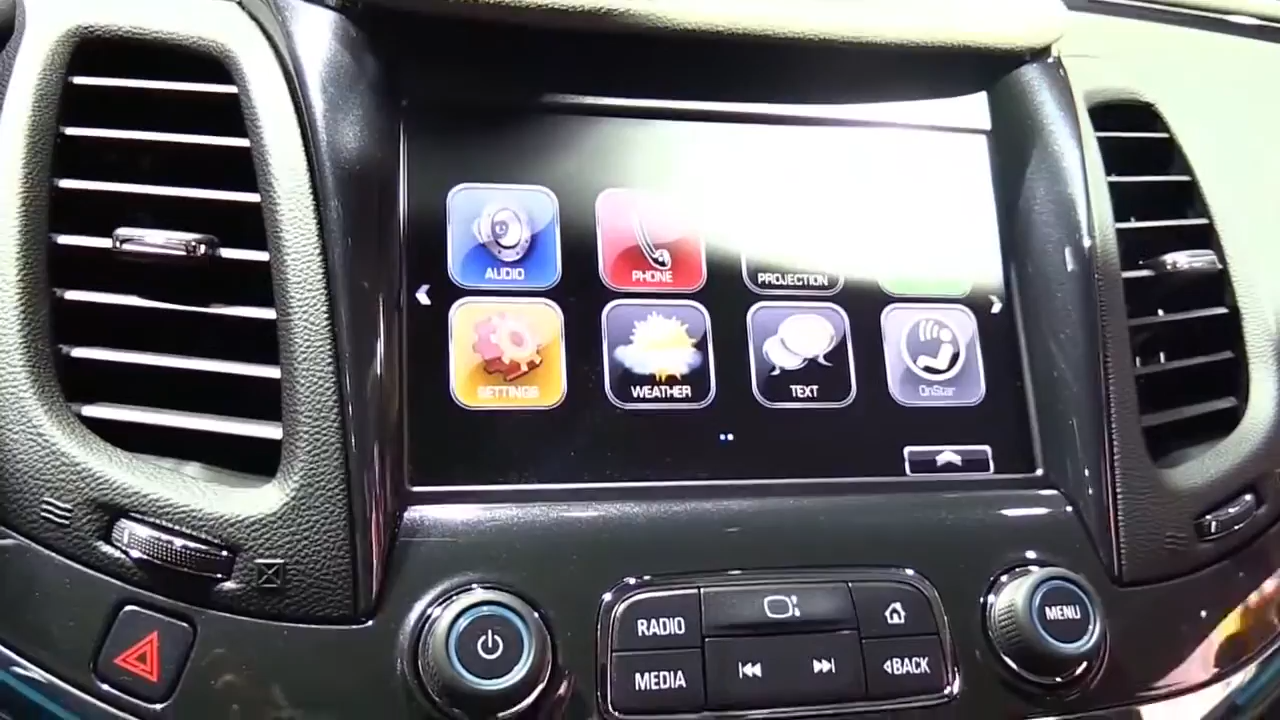 AUDIO
PHONE
PROJECTION
SETTINGS
WEATHER
TEXT
OnStar
RADIO
MEDIA
BACK
MENU